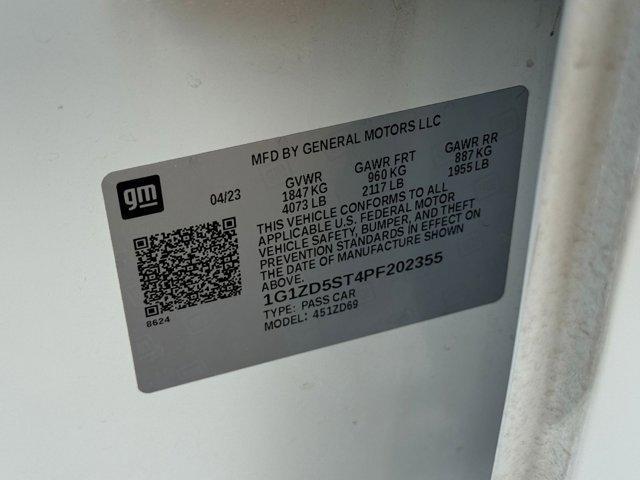 MFD BY GENERAL MOTORS LLC
gm
04/23
GVWR
1847 KG
4073 LB
GAWR FRT
960 KG
2117 LB
GAWR RR
887 KG
1955 LB
THIS VEHICLE CONFORMS TO ALL
APPLICABLE U.S. FEDERAL MOTOR
VEHICLE SAFETY, BUMPER, AND THEFT
PREVENTION STANDARDS IN EFFECT ON
THE DATE OF MANUFACTURE SHOWN
ABOVE.
1G1ZD5ST4PF202355
TYPE: PASS CAR
MODEL: 451ZD69
8624